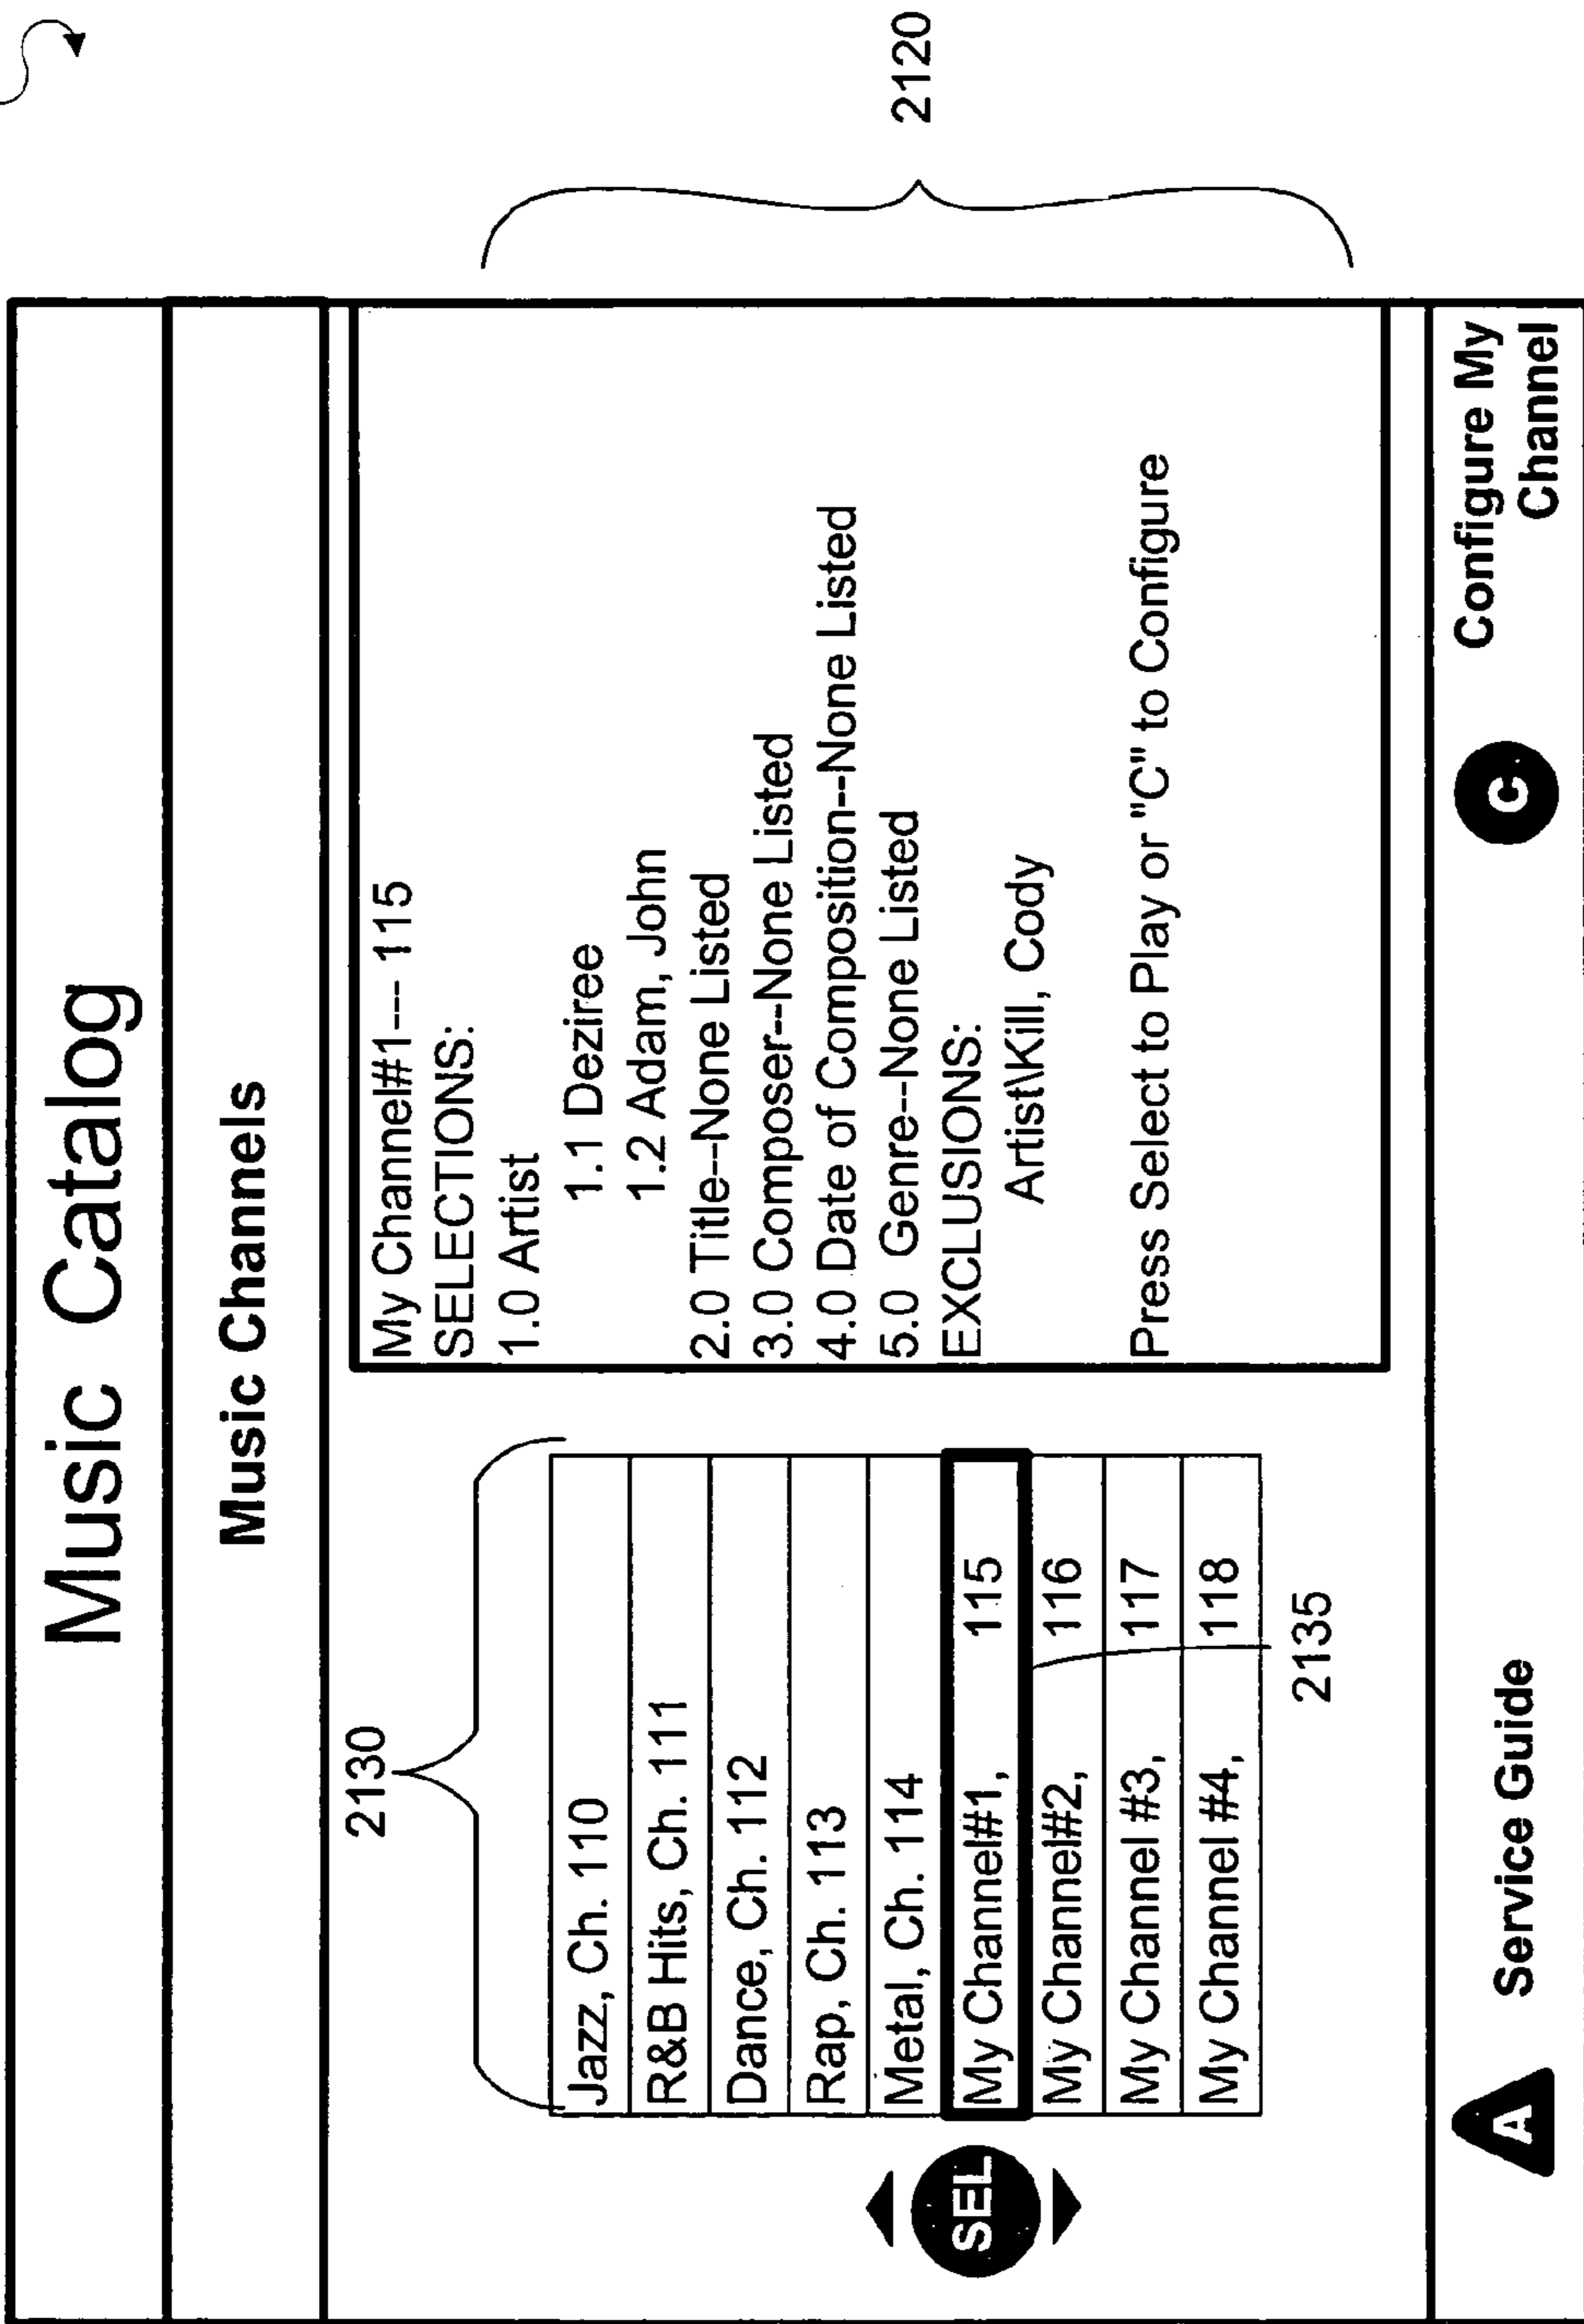 Music Catalog
Music Channels
2130
Jazz, Ch. 110
R&B Hits, Ch. 111
Dance, Ch. 112
Rap, Ch. 113
Metal, Ch. 114
My Channel#1, 115
My Channel#2, 116
My Channel #3, 117
My Channel #4, 118
SEL
2135
My Channel#1--- 115
SELECTIONS:
1.0 Artist
1.1 Deziree
1.2 Adam, John
2.0 Title--None Listed
3.0 Composer--None Listed
4.0 Date of Composition--None Listed
5.0 Genre--None Listed
EXCLUSIONS:
Artist\Kill, Cody
Press Select to Play or "C" to Configure
2120
A Service Guide
C Configure My
Channel